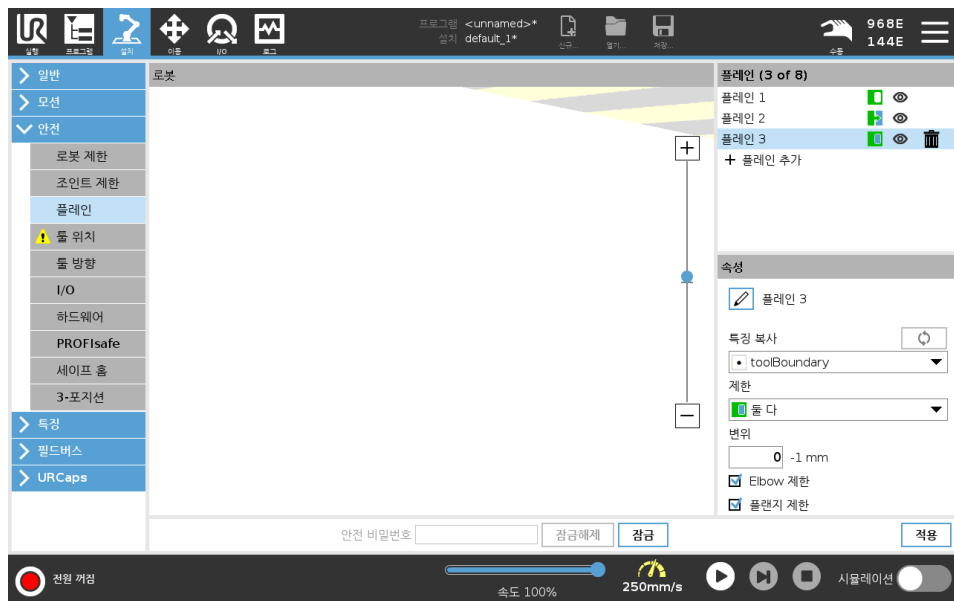 UR
실행 프로그램 설치 이동 I/O 로그
프로그램 <unnamed>*
설치 default_1*
신규... 열기... 저장...
수동
968E
144E
일반
모션
안전
로봇 제한
조인트 제한
플레인
툴 위치
툴 방향
I/O
하드웨어
PROFIsafe
세이프 홈
3-포지션
특징
필드버스
URCaps
로봇
플레인 (3 of 8)
플레인 1
플레인 2
플레인 3
+ 플레인 추가
속성
플레인 3
특징 복사
toolBoundary
제한
둘 다
변위
0 -1 mm
Elbow 제한
플랜지 제한
안전 비밀번호 잠금해제 잠금 적용
전원 꺼짐
속도 100%
250mm/s
시뮬레이션